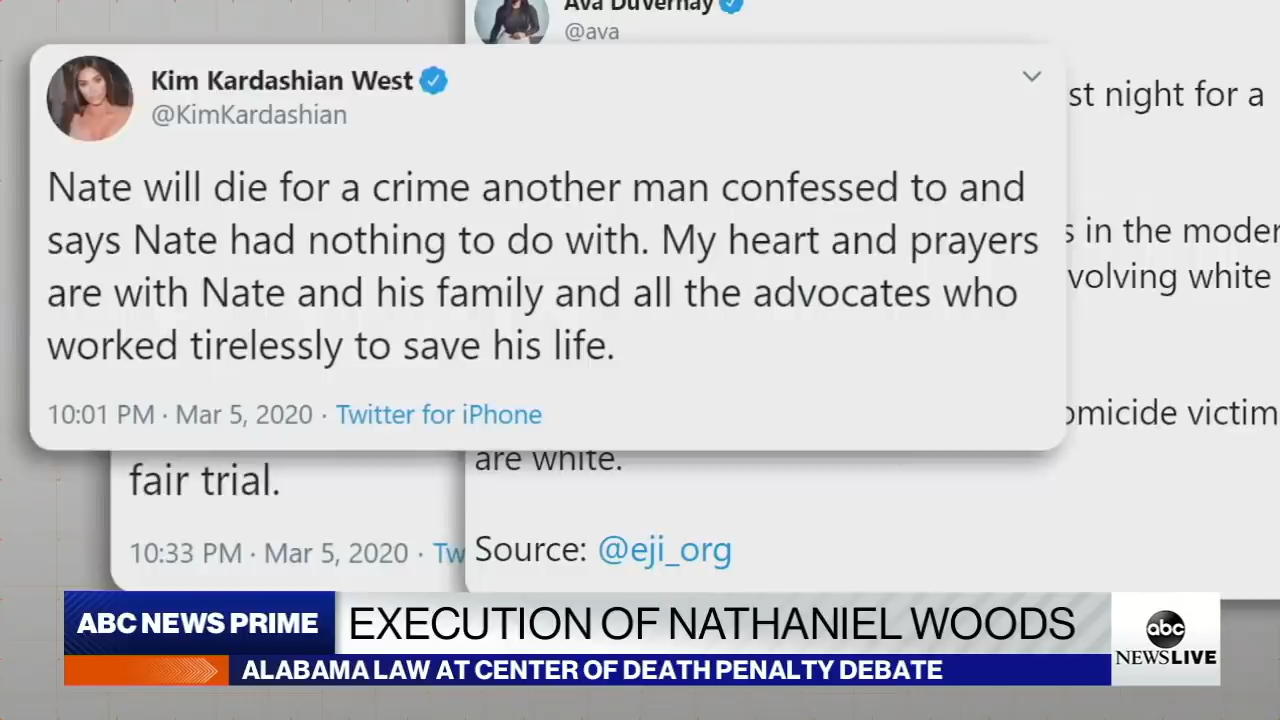 Ava DuVernay
@ava
Kim Kardashian West
@KimKardashian
Nate will die for a crime another man confessed to and
says Nate had nothing to do with. My heart and prayers
are with Nate and his family and all the advocates who
worked tirelessly to save his life.
10:01 PM · Mar 5, 2020 · Twitter for iPhone
st night for a
s in the moder
volving white
omicide victim
are white.
Source: @eji_org
fair trial.
10:33 PM · Mar 5, 2020 · Tw
ABC NEWS PRIME
EXECUTION OF NATHANIEL WOODS
ALABAMA LAW AT CENTER OF DEATH PENALTY DEBATE
abc
NEWS LIVE